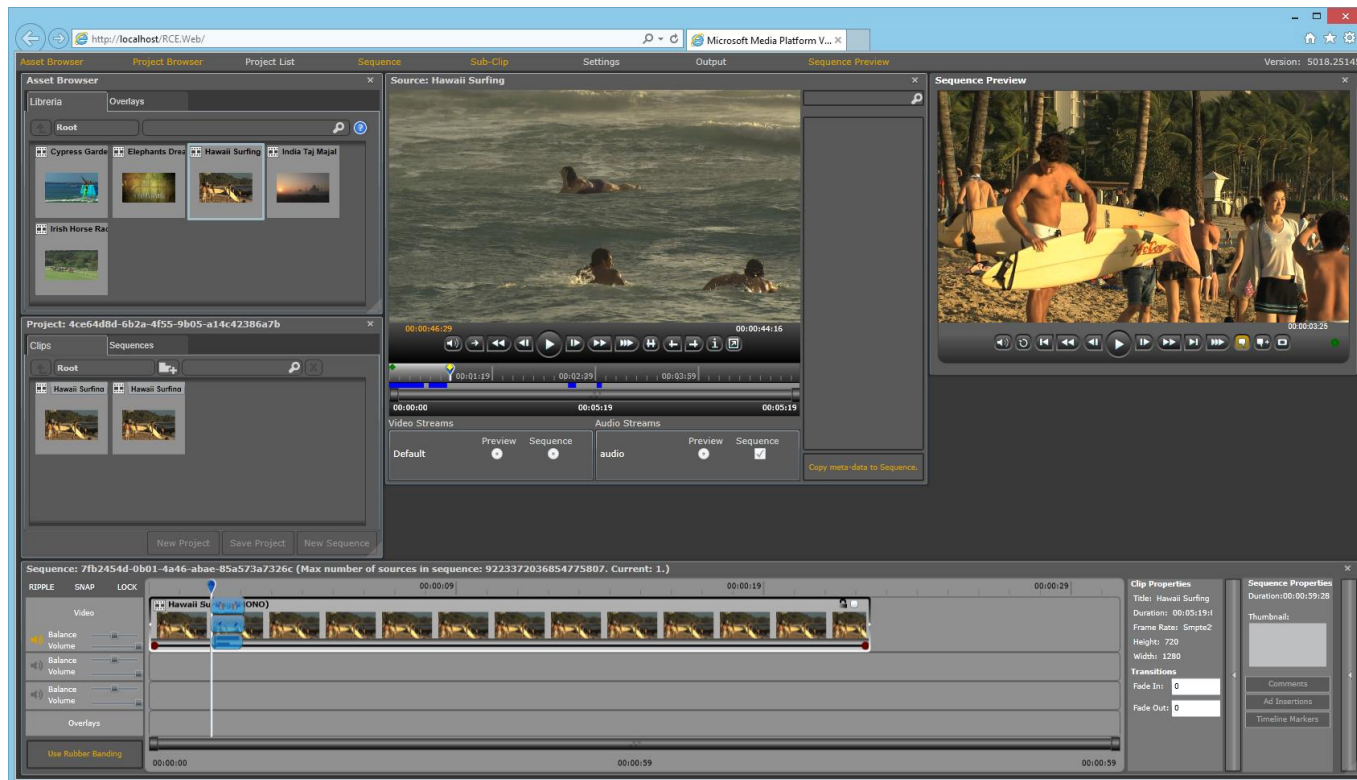 http://localhost/RCE.Web/
Microsoft Media Platform V...
Asset Browser Project Browser Project List Sequence Sub-Clip Settings Output Sequence Preview Version: 5018.2514
Asset Browser
Libreria Overlays
Root
Cypress Garde Elephants Drea Hawaii Surfing India Taj Majal
Irish Horse Rac
Project: 4ce64d8d-6b2a-4f55-9b05-a14c42386a7b
Clips Sequences
Root
Hawaii Surfing Hawaii Surfing
New Project Save Project New Sequence
Source: Hawaii Surfing
00:00:46:29 00:00:44:16
00:01:19 00:02:39 00:03:59
00:00:00 00:05:19 00:05:19
Video Streams Audio Streams
Preview Sequence Preview Sequence
Default audio
Copy meta-data to Sequence.
Sequence Preview
McCoy
00:00:03:25
Sequence: 7fb2454d-0b01-4a46-abae-85a573a7326c (Max number of sources in sequence: 9223372036854775807. Current: 1.)
RIPPLE SNAP LOCK
00:00:09 00:00:19 00:00:29
Video
Hawaii Su ONO)
Balance
Volume
Balance
Volume
Balance
Volume
Overlays
Use Rubber Banding
00:00:00 00:00:59 00:00:59
Clip Properties
Title: Hawaii Surfing
Duration: 00:05:19:
Frame Rate: Smpte2
Height: 720
Width: 1280
Transitions
Fade In: 0
Fade Out: 0
Sequence Properties
Duration:00:00:59:28
Thumbnail:
Comments
Ad Insertions
Timeline Markers